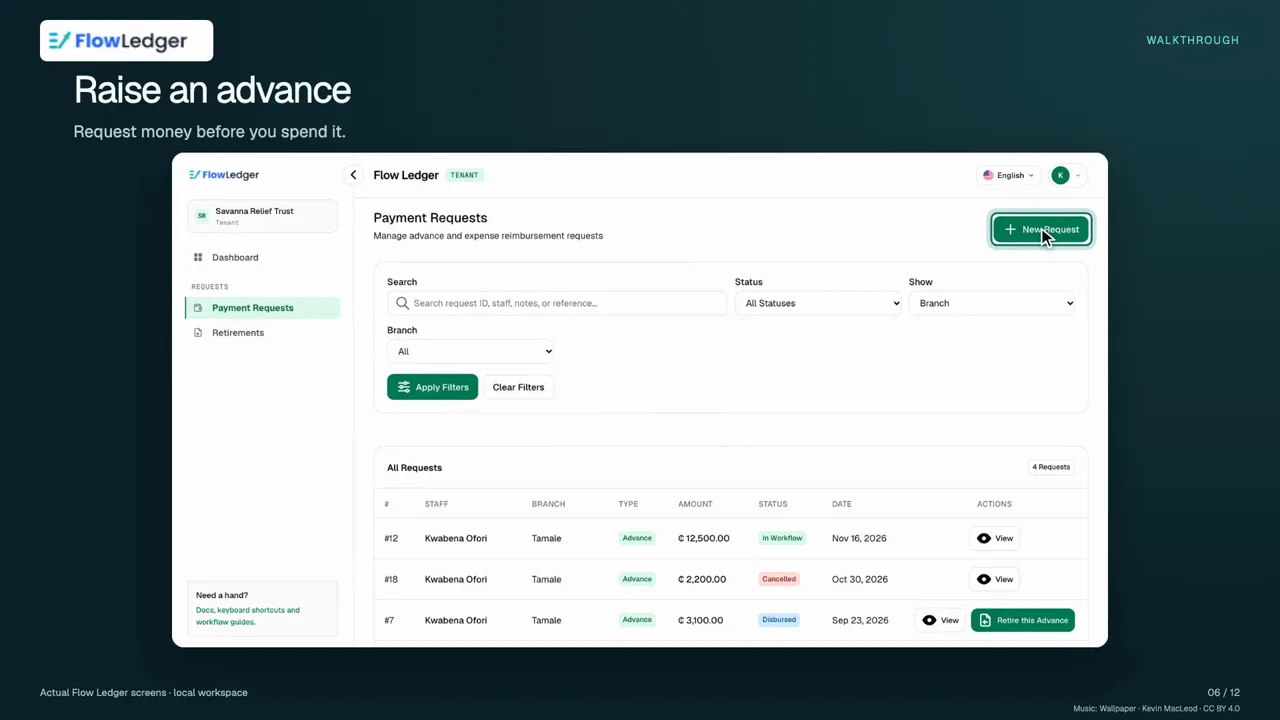 FlowLedger
WALKTHROUGH
Raise an advance
Request money before you spend it.
FlowLedger
Flow Ledger TENANT
English
K
SR Savanna Relief Trust
Tenant
Dashboard
REQUESTS
Payment Requests
Retirements
Need a hand?
Docs, keyboard shortcuts and
workflow guides.
Payment Requests
Manage advance and expense reimbursement requests
New Request
Search Status Show
Search request ID, staff, notes, or reference... All Statuses Branch
Branch
All
Apply Filters Clear Filters
All Requests 4 Requests
# STAFF BRANCH TYPE AMOUNT STATUS DATE ACTIONS
#12 Kwabena Ofori Tamale Advance ₵ 12,500.00 In Workflow Nov 16, 2026 View
#18 Kwabena Ofori Tamale Advance ₵ 2,200.00 Cancelled Oct 30, 2026 View
#7 Kwabena Ofori Tamale Advance ₵ 3,100.00 Disbursed Sep 23, 2026 View Retire this Advance
Actual Flow Ledger screens · local workspace
06 / 12
Music: Wallpaper · Kevin MacLeod · CC BY 4.0